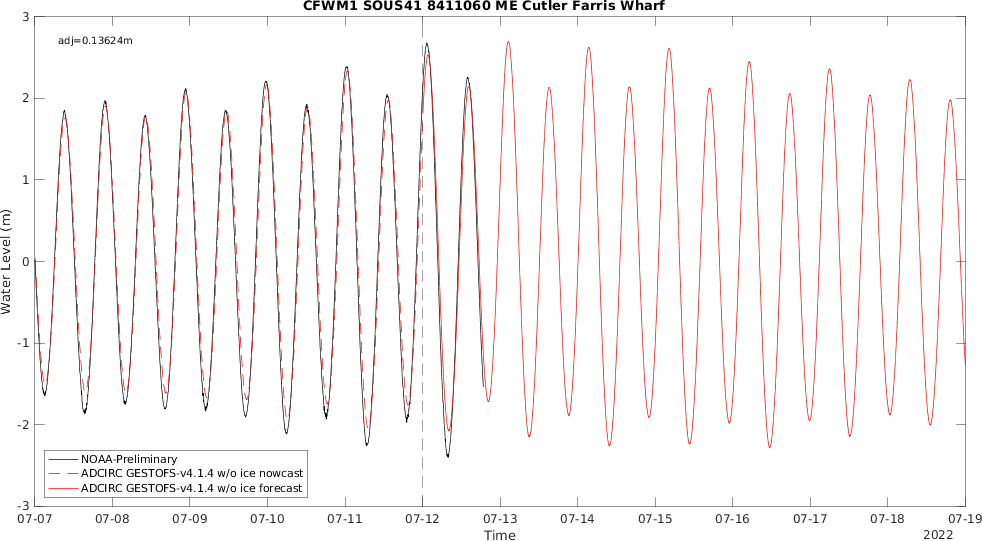 CFWM1 SOUS41 8411060 ME Cutler Farris Wharf
adj=0.13624m
3
2
1
0
-1
-2
-3
Water Level (m)
NOAA-Preliminary
ADCIRC GESTOFS-v4.1.4 w/o ice nowcast
ADCIRC GESTOFS-v4.1.4 w/o ice forecast
07-07 07-08 07-09 07-10 07-11 07-12 07-13 07-14 07-15 07-16 07-17 07-18 07-19
Time
2022